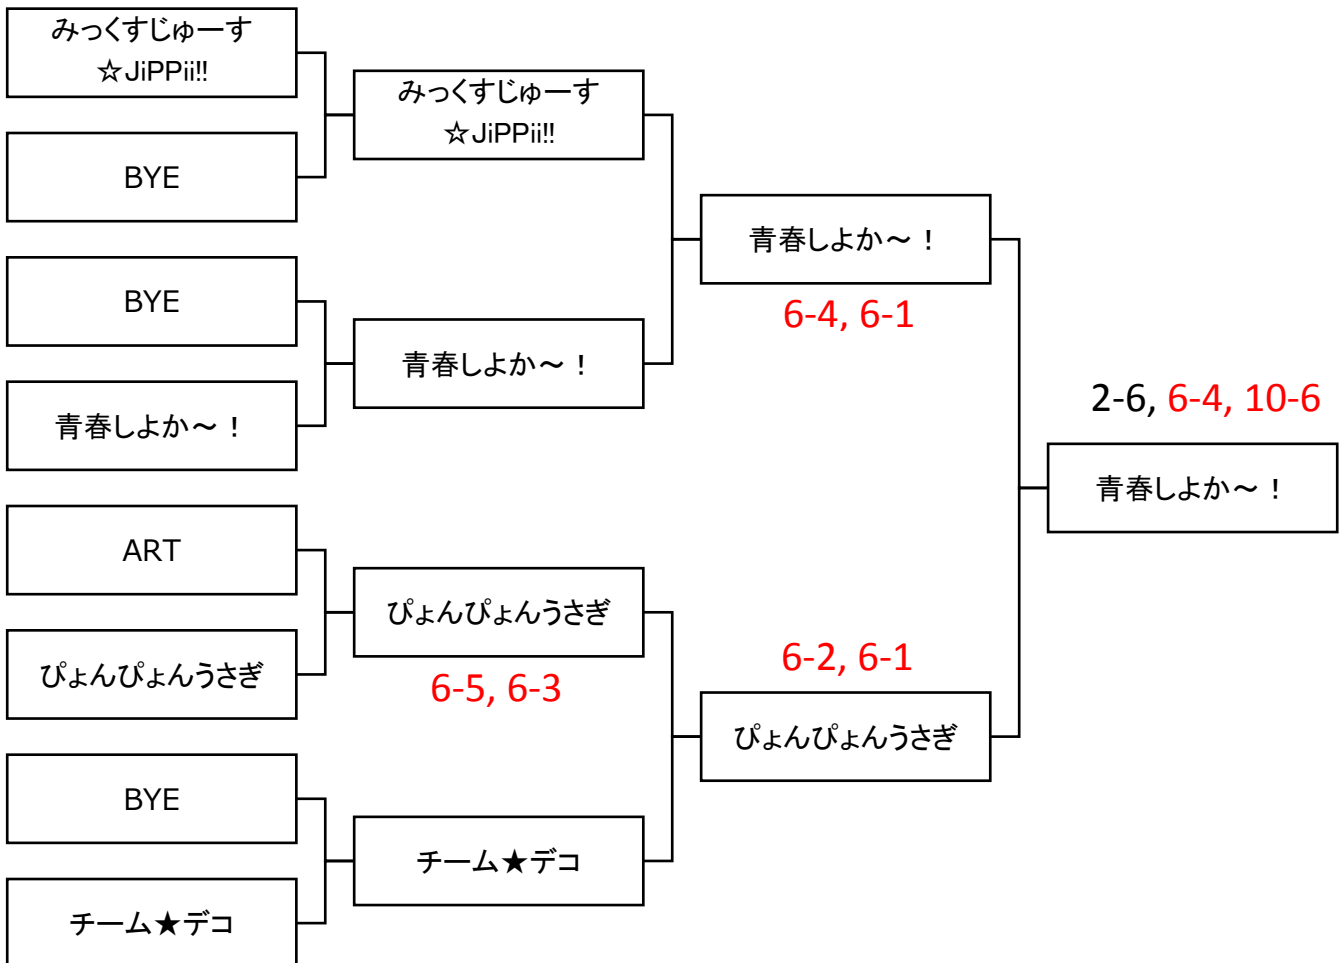 みっくすじゅーす
☆JiPPii!!
BYE
BYE
青春しよか～！
ART
ぴょんぴょんうさぎ
BYE
チーム★デコ
みっくすじゅーす
☆JiPPii!!
青春しよか～！
ぴょんぴょんうさぎ
6-5, 6-3
チーム★デコ
青春しよか～！
6-4, 6-1
6-2, 6-1
ぴょんぴょんうさぎ
2-6, 6-4, 10-6
青春しよか～！